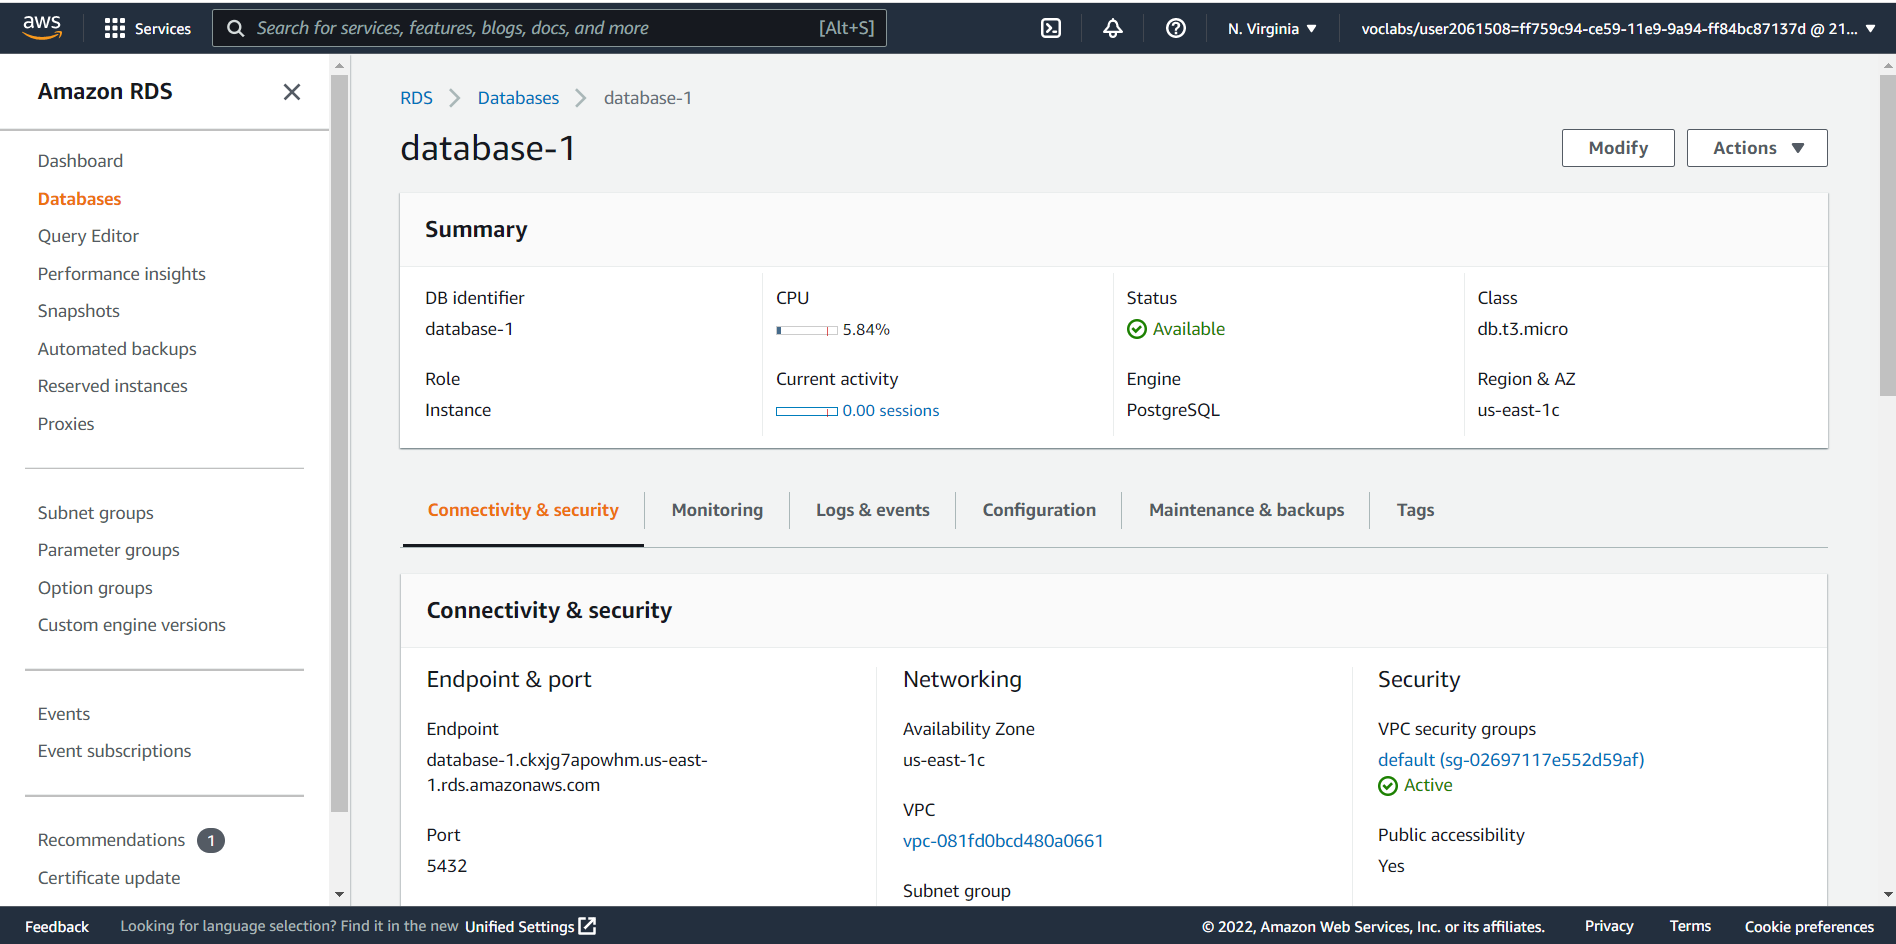 aws
Services
Search for services, features, blogs, docs, and more [Alt+S]
N. Virginia
voclabs/user2061508=ff759c94-ce59-11e9-9a94-ff84bc87137d @ 21...
Amazon RDS
Dashboard
Databases
Query Editor
Performance insights
Snapshots
Automated backups
Reserved instances
Proxies
Subnet groups
Parameter groups
Option groups
Custom engine versions
Events
Event subscriptions
Recommendations 1
Certificate update
RDS > Databases > database-1
database-1
Modify
Actions
Summary
DB identifier
database-1
CPU
5.84%
Status
Available
Class
db.t3.micro
Role
Instance
Current activity
0.00 sessions
Engine
PostgreSQL
Region & AZ
us-east-1c
Connectivity & security
Monitoring
Logs & events
Configuration
Maintenance & backups
Tags
Connectivity & security
Endpoint & port
Endpoint
database-1.ckxjg7apowhm.us-east-
1.rds.amazonaws.com
Port
5432
Networking
Availability Zone
us-east-1c
VPC
vpc-081fd0bcd480a0661
Subnet group
Security
VPC security groups
default (sg-02697117e552d59af)
Active
Public accessibility
Yes
Feedback
Looking for language selection? Find it in the new Unified Settings
© 2022, Amazon Web Services, Inc. or its affiliates.
Privacy
Terms
Cookie preferences